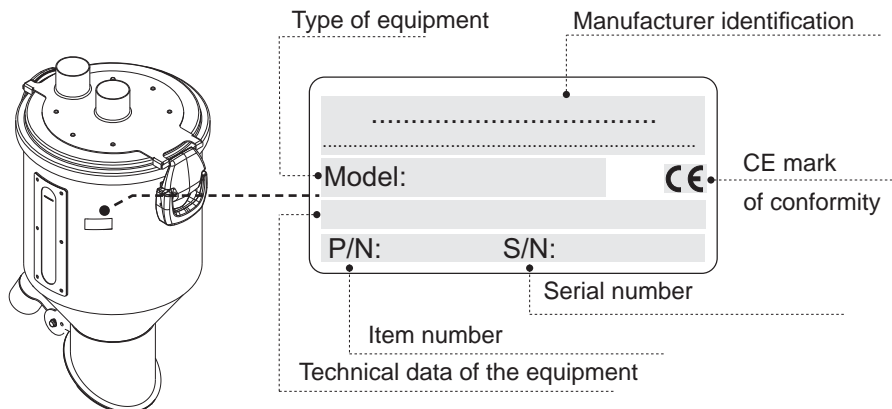 Type of equipment
Manufacturer identification
Model:
CE
CE mark
of conformity
P/N:
S/N:
Serial number
Item number
Technical data of the equipment